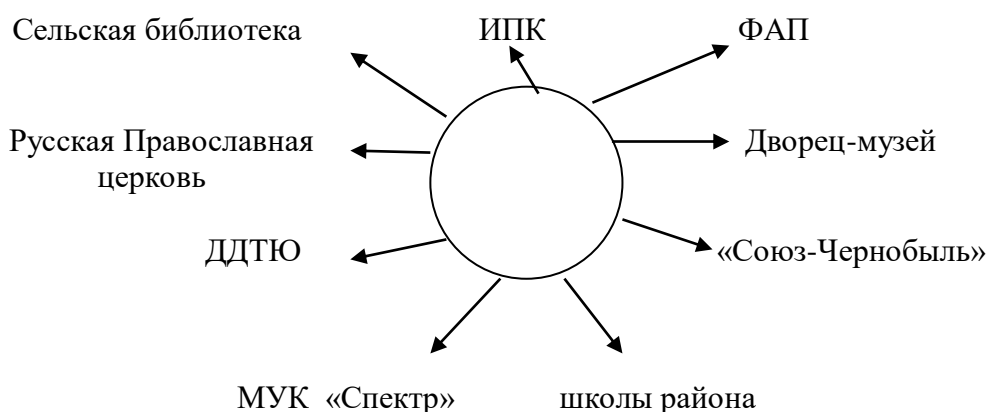 Сельская библиотека
ИПК
ФАП
Русская Православная
церковь
Дворец-музей
ДДТЮ
«Союз-Чернобыль»
МУК «Спектр»
школы района